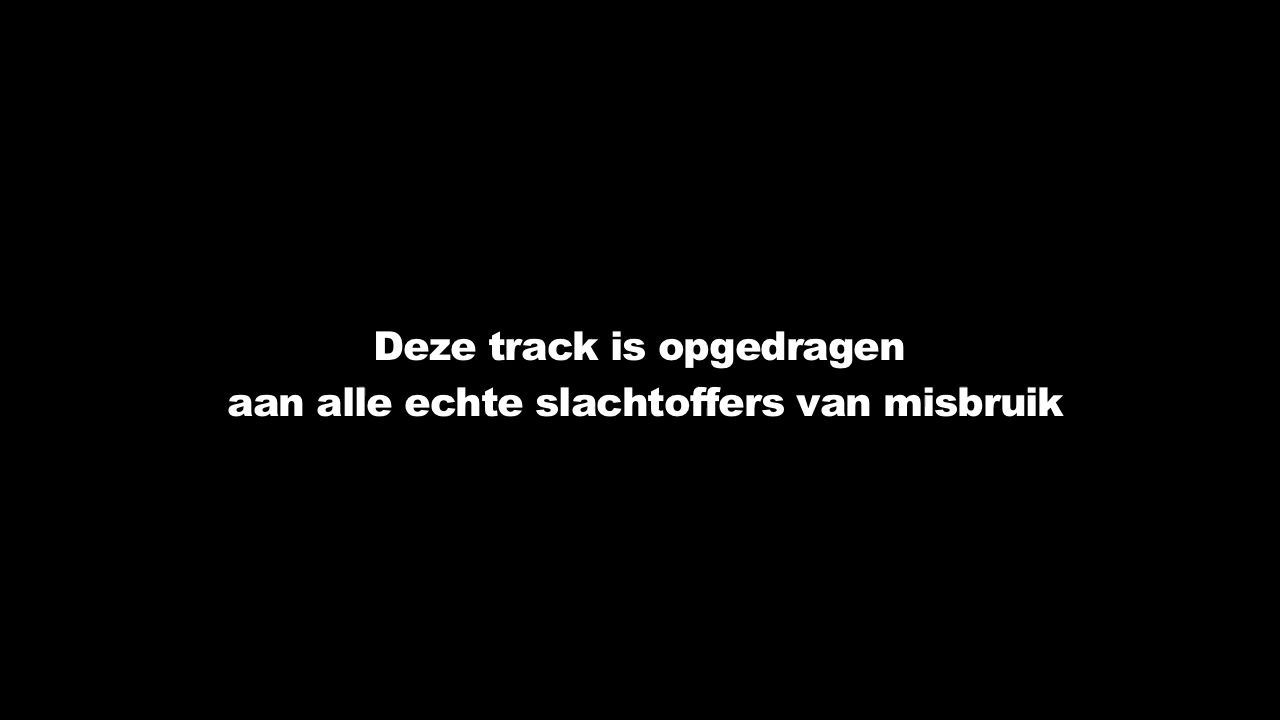 Deze track is opgedragen
aan alle echte slachtoffers van misbruik